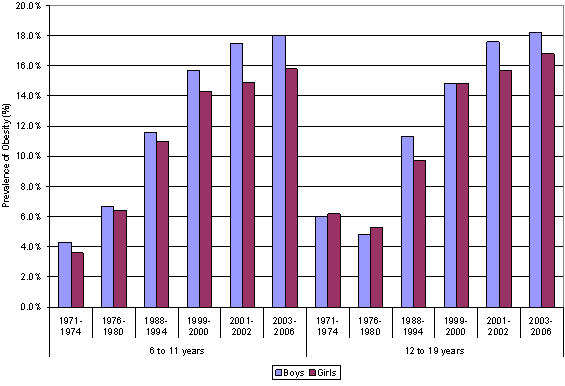 20.0%
18.0%
16.0%
14.0%
12.0%
10.0%
8.0%
6.0%
4.0%
2.0%
0.0%
Prevalence of Obesity (%)
1971-1974 1976-1980 1988-1994 1999-2000 2001-2002 2003-2006 1971-1974 1976-1980 1988-1994 1999-2000 2001-2002 2003-2006
6 to 11 years 12 to 19 years
Boys Girls